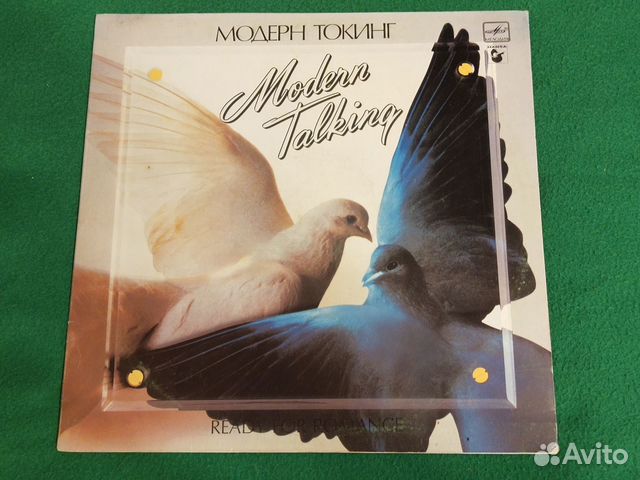 МОДЕРН ТОКИНГ
Modern
Talking
READY FOR ROMANCE
Avito